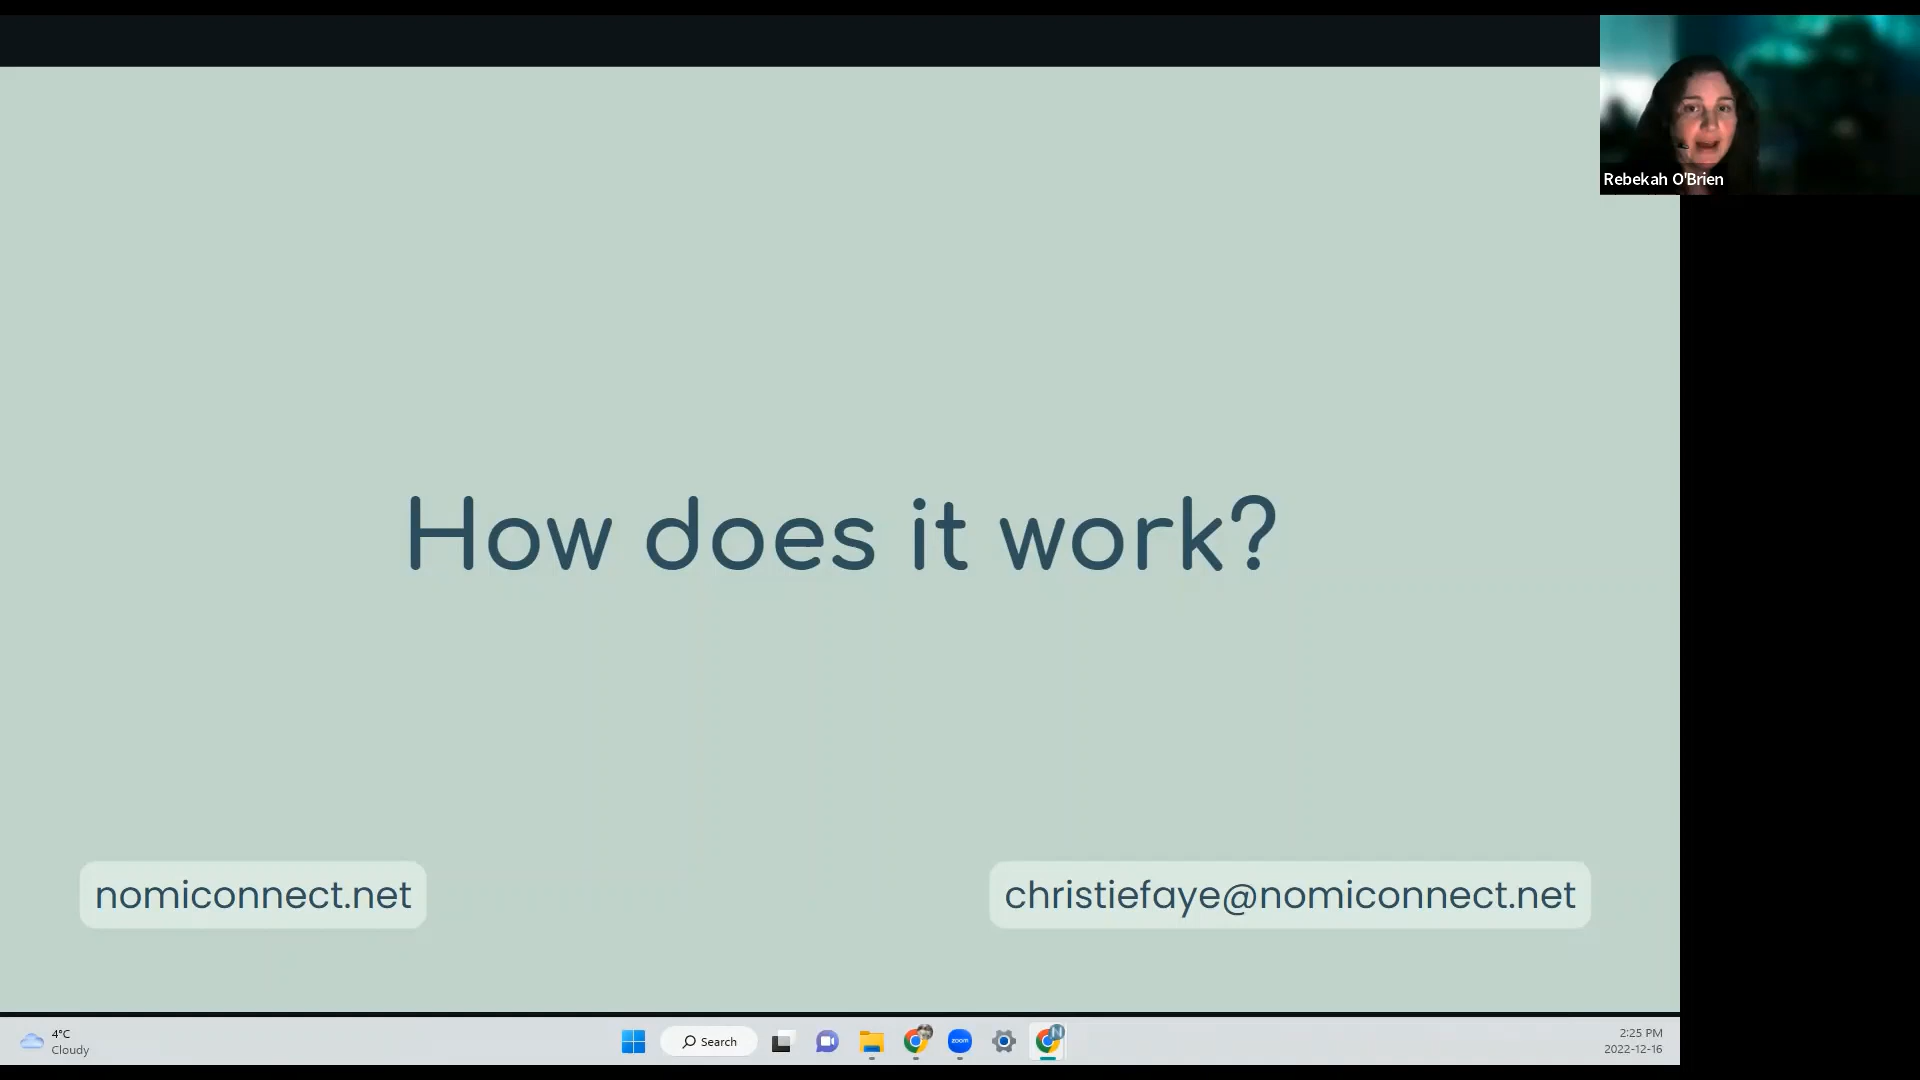 Rebekah O'Brien
How does it work?
nomiconnect.net
christiefaye@nomiconnect.net
4°C
Cloudy
Search
zoom
N
2:25 PM
2022-12-16